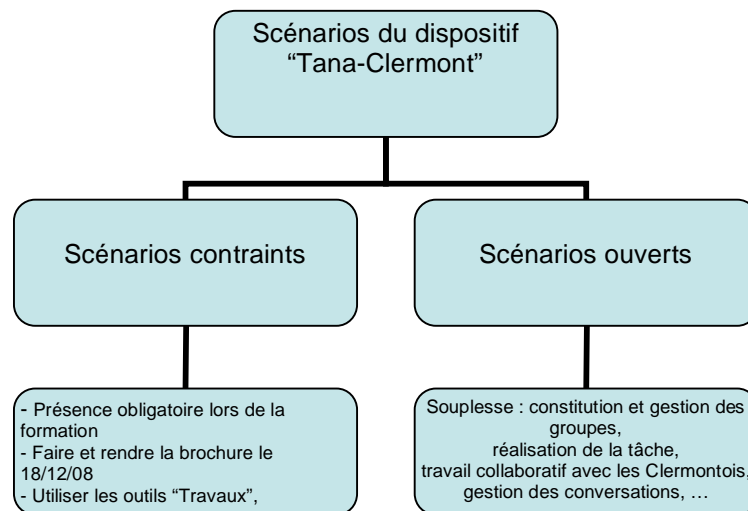 Scénarios du dispositif
“Tana-Clermont”
Scénarios contraints
Scénarios ouverts
- Présence obligatoire lors de la
formation
- Faire et rendre la brochure le
18/12/08
- Utiliser les outils “Travaux”,
Souplesse : constitution et gestion des
groupes,
réalisation de la tâche,
travail collaboratif avec les Clermontois,
gestion des conversations, …